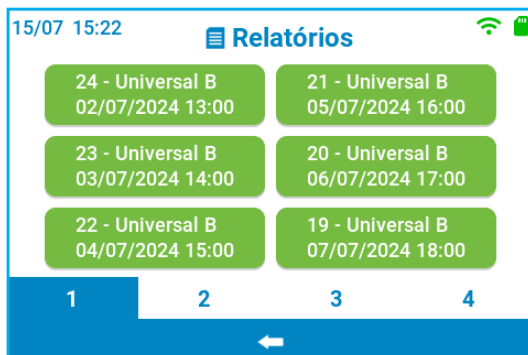 15/07 15:22
Relatórios
24 - Universal B
02/07/2024 13:00
23 - Universal B
03/07/2024 14:00
22 - Universal B
04/07/2024 15:00
21 - Universal B
05/07/2024 16:00
20 - Universal B
06/07/2024 17:00
19 - Universal B
07/07/2024 18:00
1 2 3 4